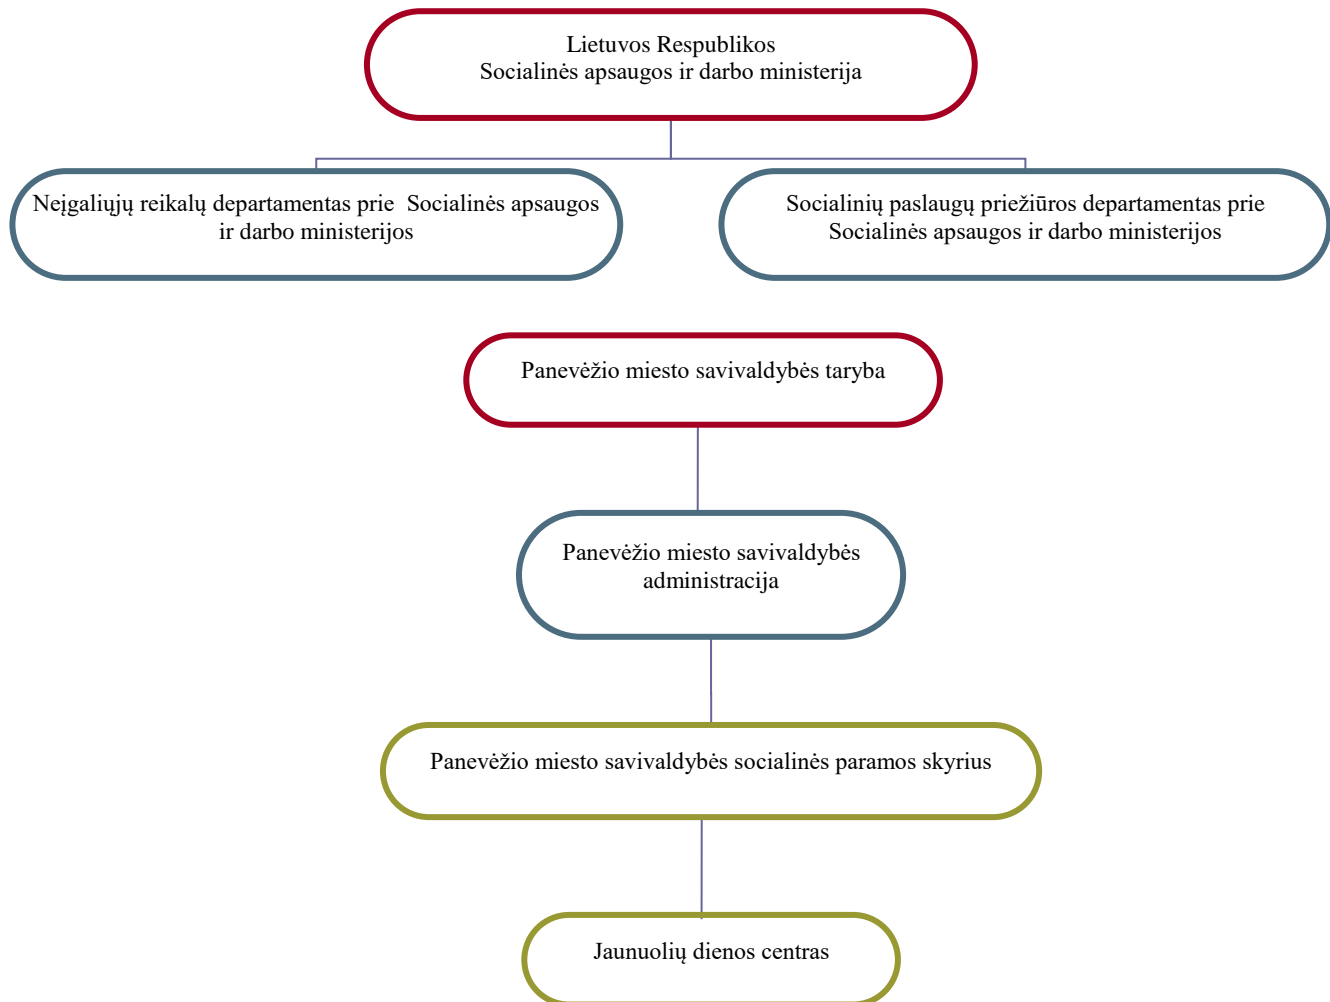 Lietuvos Respublikos
Socialinės apsaugos ir darbo ministerija
Neįgaliųjų reikalų departamentas prie  Socialinės apsaugos
ir darbo ministerijos
Socialinių paslaugų priežiūros departamentas prie
Socialinės apsaugos ir darbo ministerijos
Panevėžio miesto savivaldybės taryba
Panevėžio miesto savivaldybės
administracija
Panevėžio miesto savivaldybės socialinės paramos skyrius
Jaunuolių dienos centras